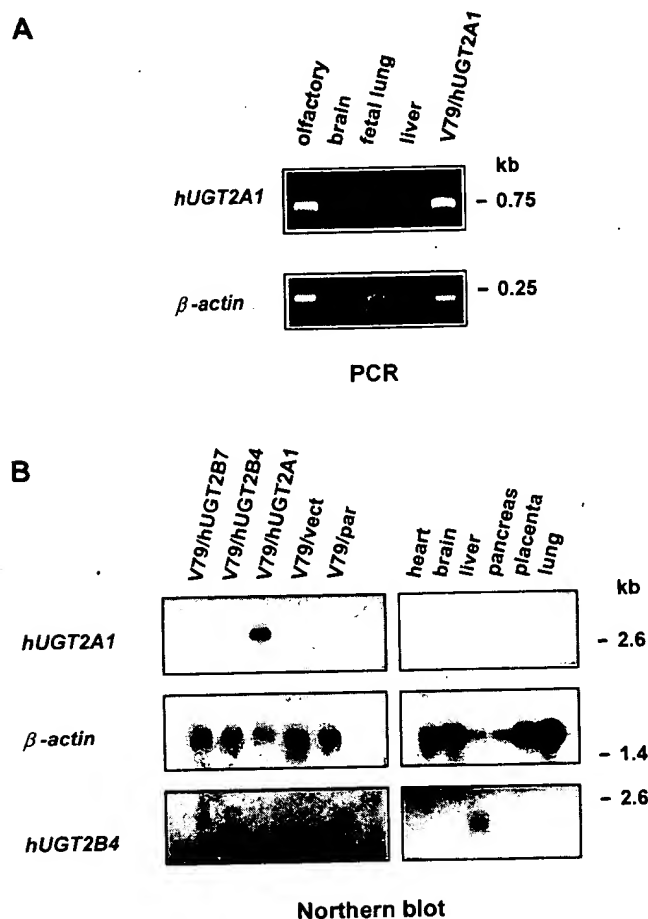 A
olfactory
brain
fetal lung
liver
V79/hUGT2A1
kb
hUGT2A1
- 0.75
- 0.25
β-actin
PCR
B
V79/hUGT2B7
V79/hUGT2B4
V79/hUGT2A1
V79/vect
V79/par
heart
brain
liver
pancreas
placenta
lung
kb
hUGT2A1
- 2.6
β-actin
- 1.4
- 2.6
hUGT2B4
Northern blot